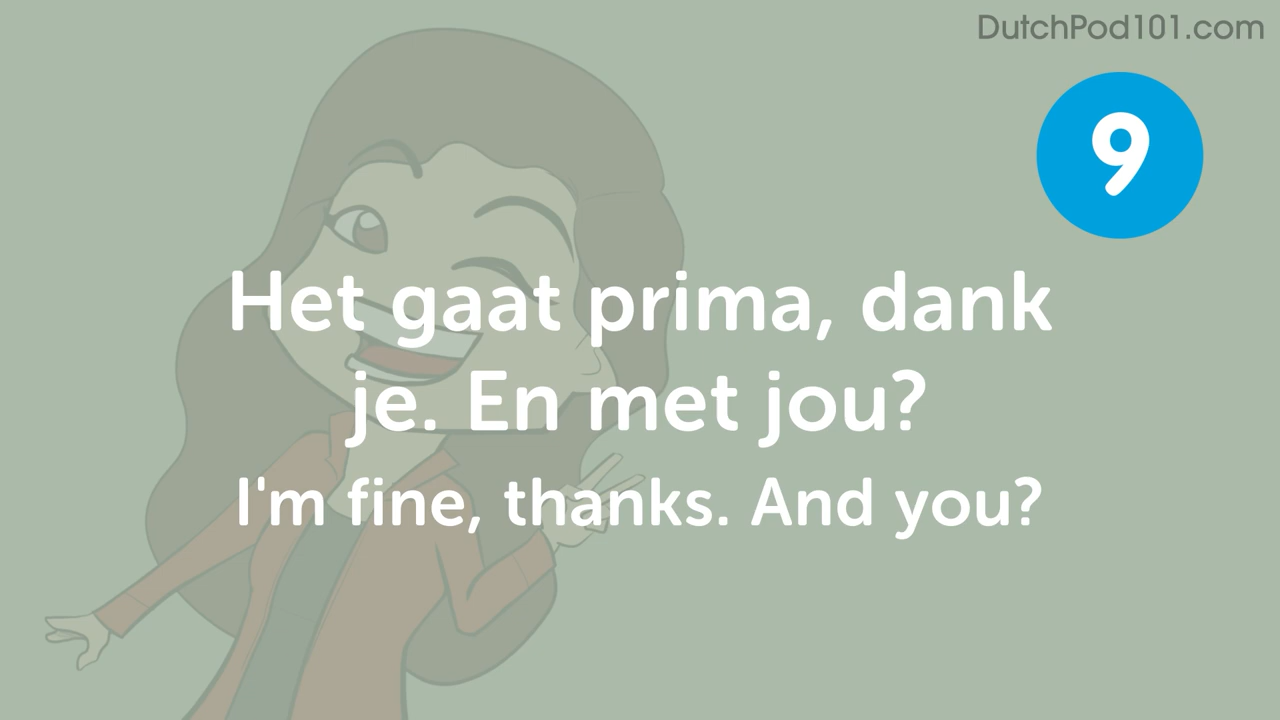 DutchPod101.com
9
Het gaat prima, dank
je. En met jou?
I'm fine, thanks. And you?